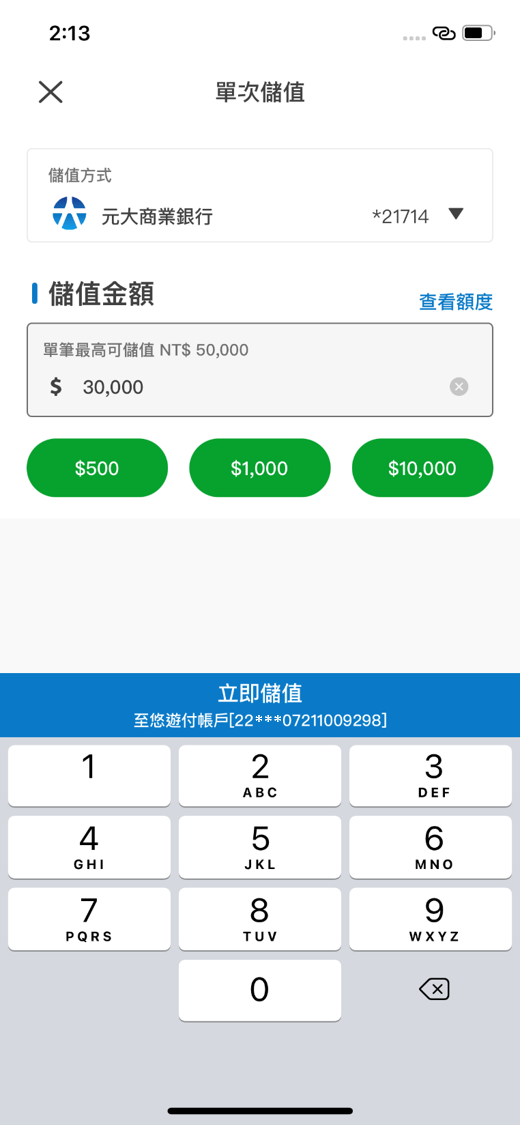 2:13
單次儲值
儲值方式
元大商業銀行 *21714
儲值金額
查看額度
單筆最高可儲值 NT$ 50,000
$ 30,000
$500 $1,000 $10,000
立即儲值
至您遊付帳戶[22***07211009298]
1 2 3
ABC DEF
4 5 6
GHI JKL MNO
7 8 9
PQRS TUV WXYZ
0